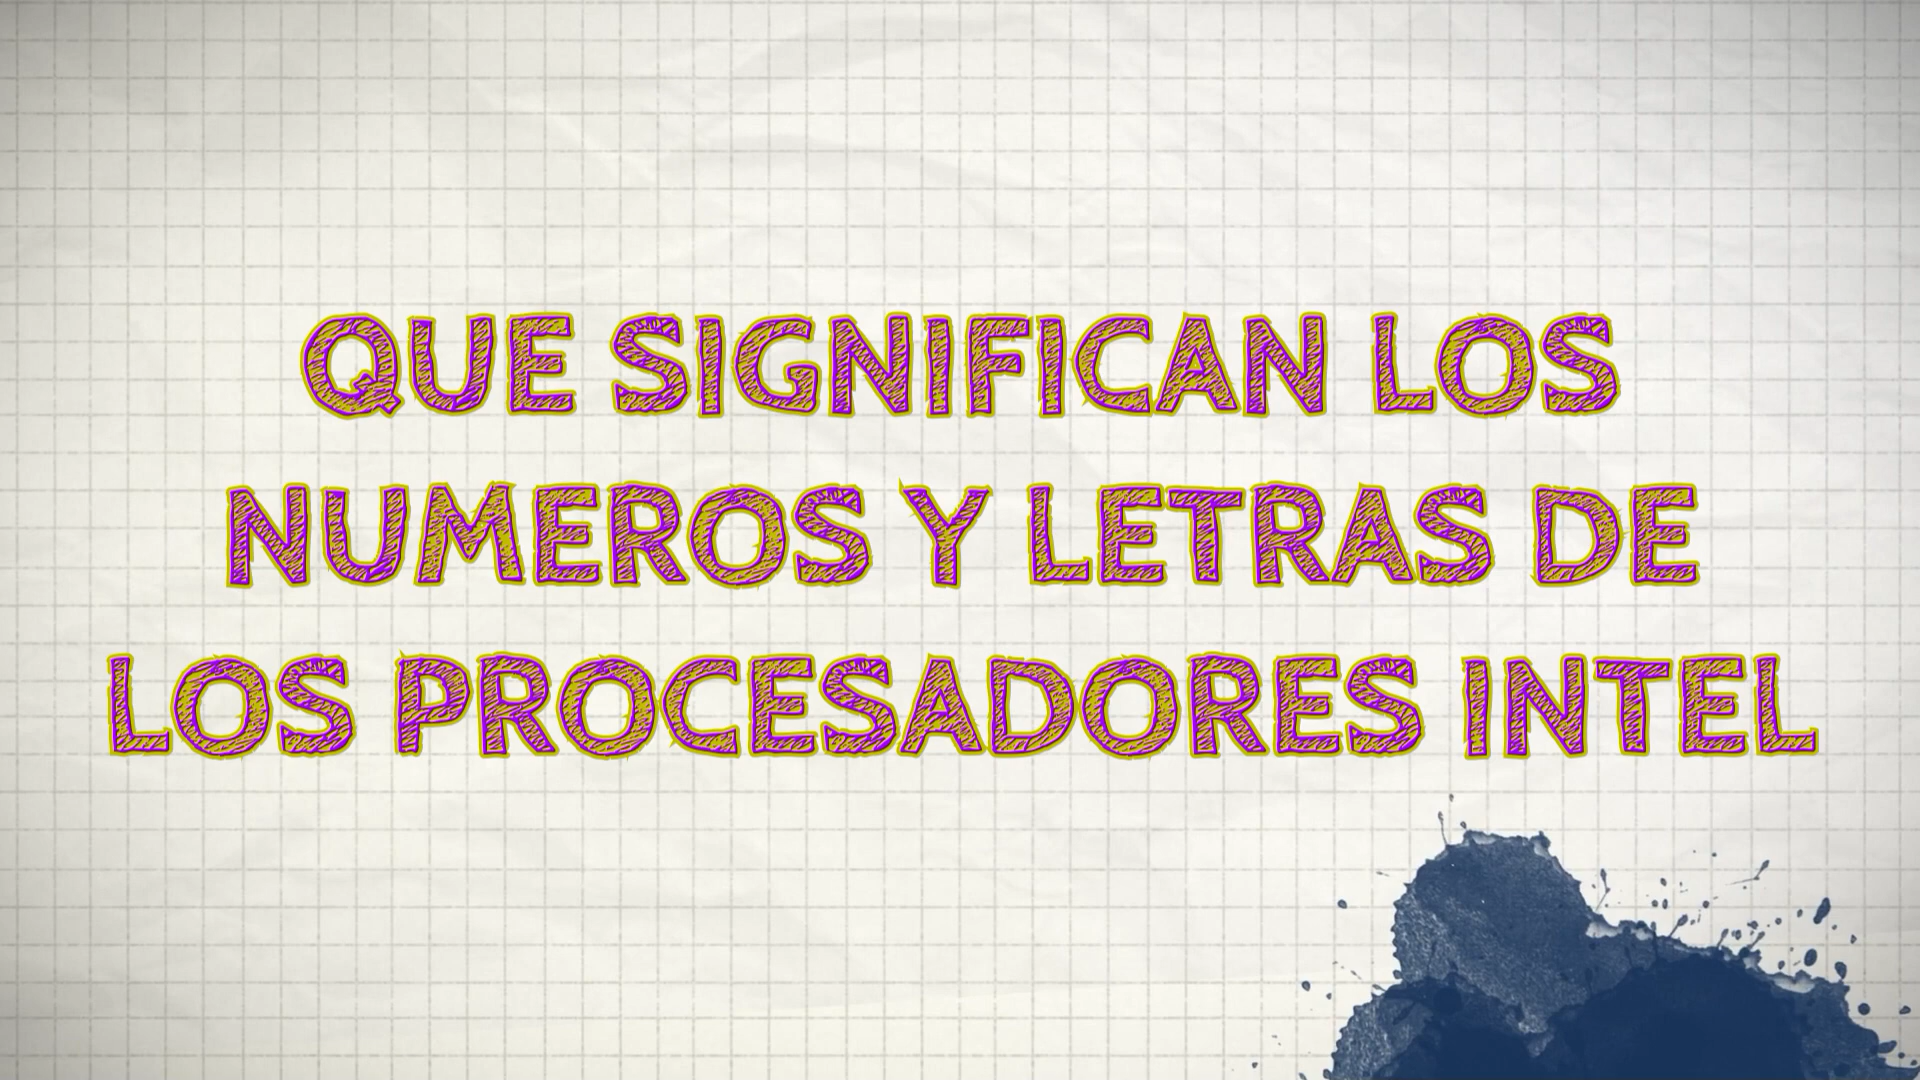 QUE SIGNIFICAN LOS
NUMEROS Y LETRAS DE
LOS PROCESADORES INTEL